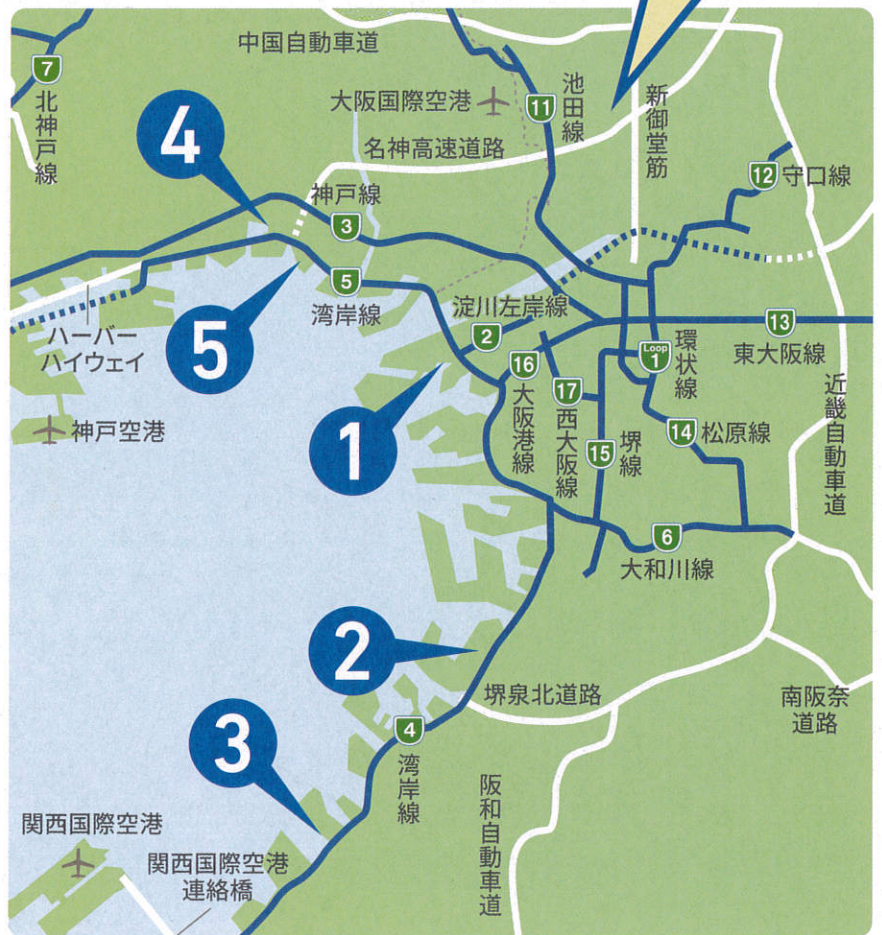 中国自動車道
7
北神戸線
大阪国際空港
11
池田線
新御堂筋
4
名神高速道路
12
守口線
神戸線
3
5
湾岸線
淀川左岸線
2
ハーバー
ハイウェイ
5
16
大阪港線
17
西大阪線
Loop
1
環状線
13
東大阪線
神戸空港
1
15
堺線
14
松原線
近畿自動車道
6
大和川線
2
堺泉北道路
南阪奈
道路
3
4
湾岸線
阪和自動車道
関西国際空港
関西国際空港
連絡橋